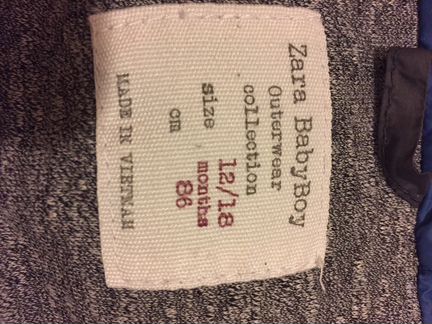 Zara BabyBoy
Outerwear
collection
size 12/18 months
cm 86
MADE IN VIETNAM